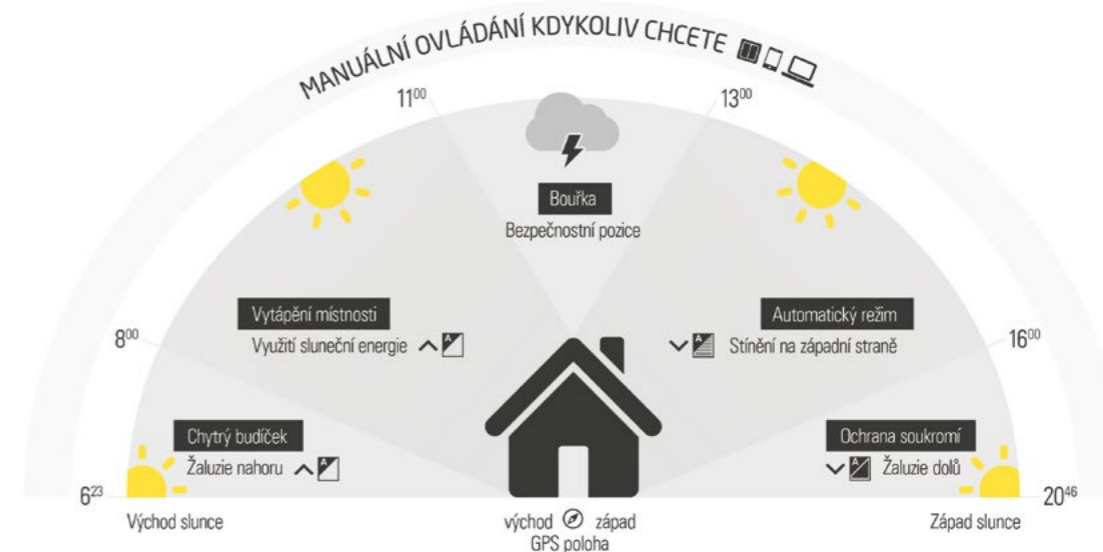 MANUÁLNÍ OVLÁDÁNÍ KDYKOLIV CHCETE
11⁰⁰
13⁰⁰
Bouřka
Bezpečnostní pozice
Vytápění místnosti
Využití sluneční energie
A
Automatický režim
A
Stínění na západní straně
8⁰⁰
16⁰⁰
Chytrý budíček
Žaluzie nahoru
A
Ochrana soukromí
A
Žaluzie dolů
6²³
20⁴⁶
Východ slunce
východ západ
GPS poloha
Západ slunce